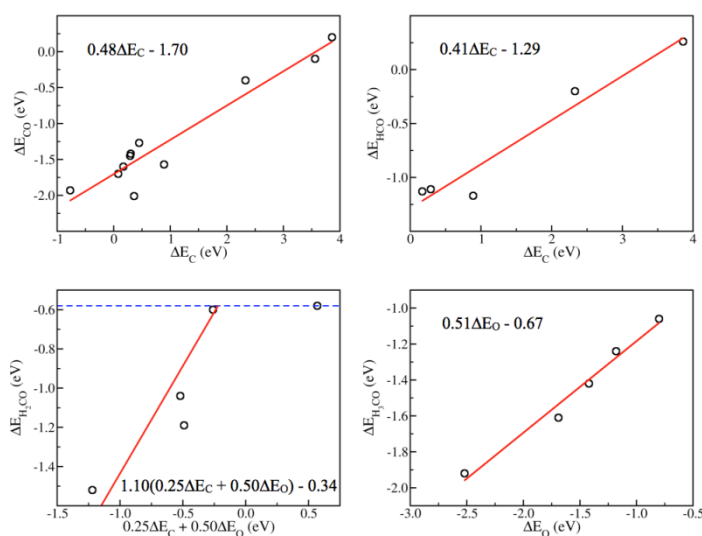 0.48ΔE_C - 1.70
ΔE_CO (eV)
0.0
-0.5
-1.0
-1.5
-2.0
-1 0 1 2 3 4
ΔE_C (eV)
0.41ΔE_C - 1.29
ΔE_HCO (eV)
0.0
-0.5
-1.0
0 1 2 3 4
ΔE_C (eV)
ΔE_H₂CO (eV)
-0.6
-0.8
-1.0
-1.2
-1.4
-1.6
1.10(0.25ΔE_C + 0.50ΔE_O) - 0.34
-1.5 -1.0 -0.5 0.0 0.5
0.25ΔE_C + 0.50ΔE_O (eV)
0.51ΔE_O - 0.67
ΔE_H₃CO (eV)
-1.0
-1.2
-1.4
-1.6
-1.8
-2.0
-3.0 -2.5 -2.0 -1.5 -1.0 -0.5
ΔE_O (eV)